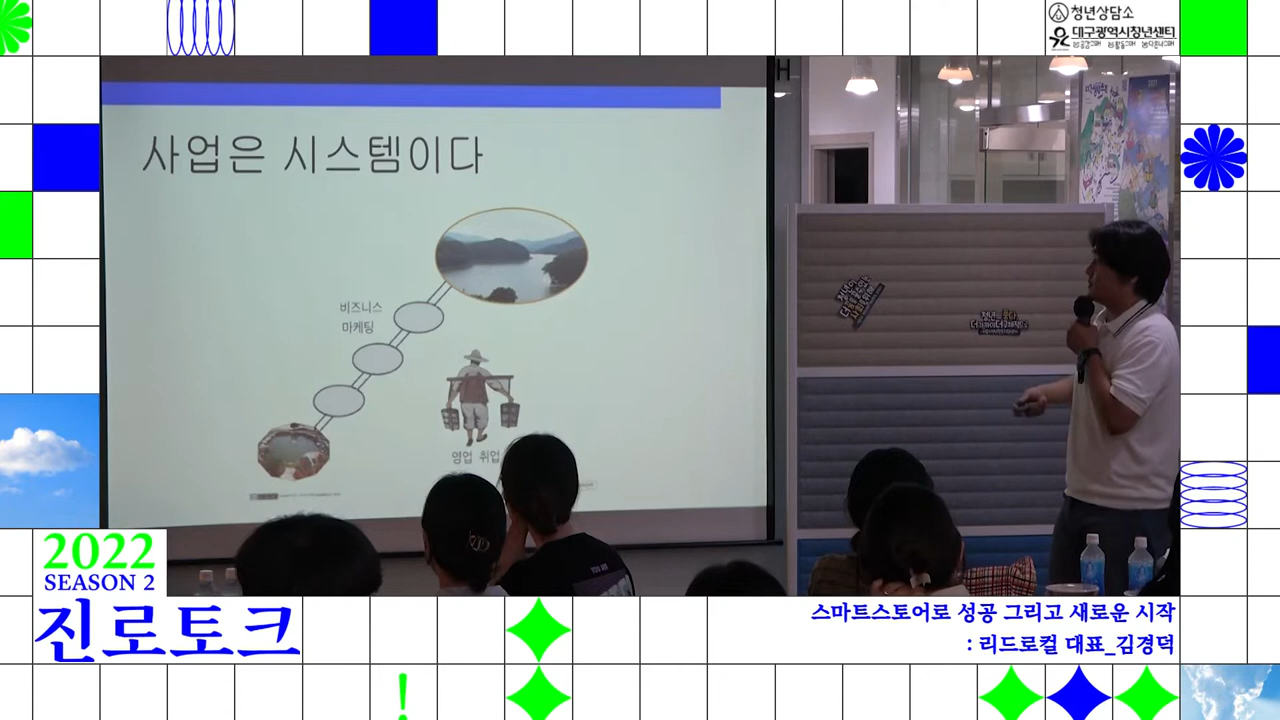 청년상담소
대구광역시청년센터
사업은 시스템이다
비즈니스
마케팅
영업 취업
2022
SEASON 2
진로토크
스마트스토어로 성공 그리고 새로운 시작
: 리드로컬 대표_김경덕